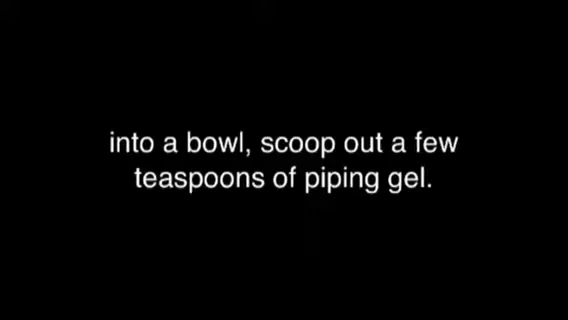 into a bowl, scoop out a few
teaspoons of piping gel.